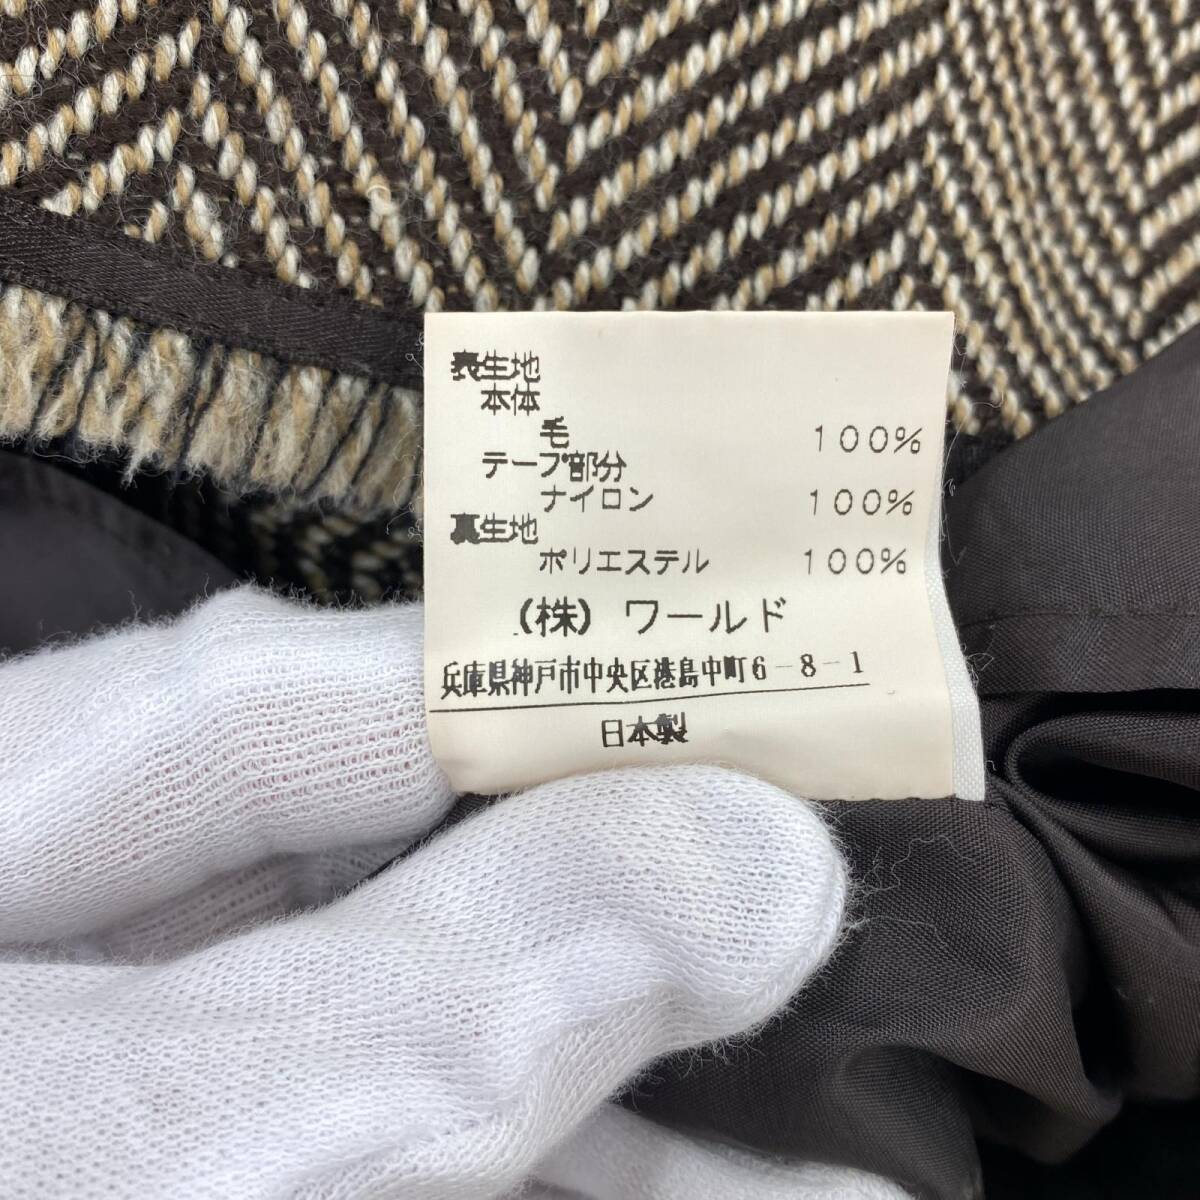 表生地
本体
毛 100%
テープ部分
ナイロン 100%
裏生地
ポリエステル 100%
(株) ワールド
兵庫県神戸市中央区港島中町6-8-1
日本製